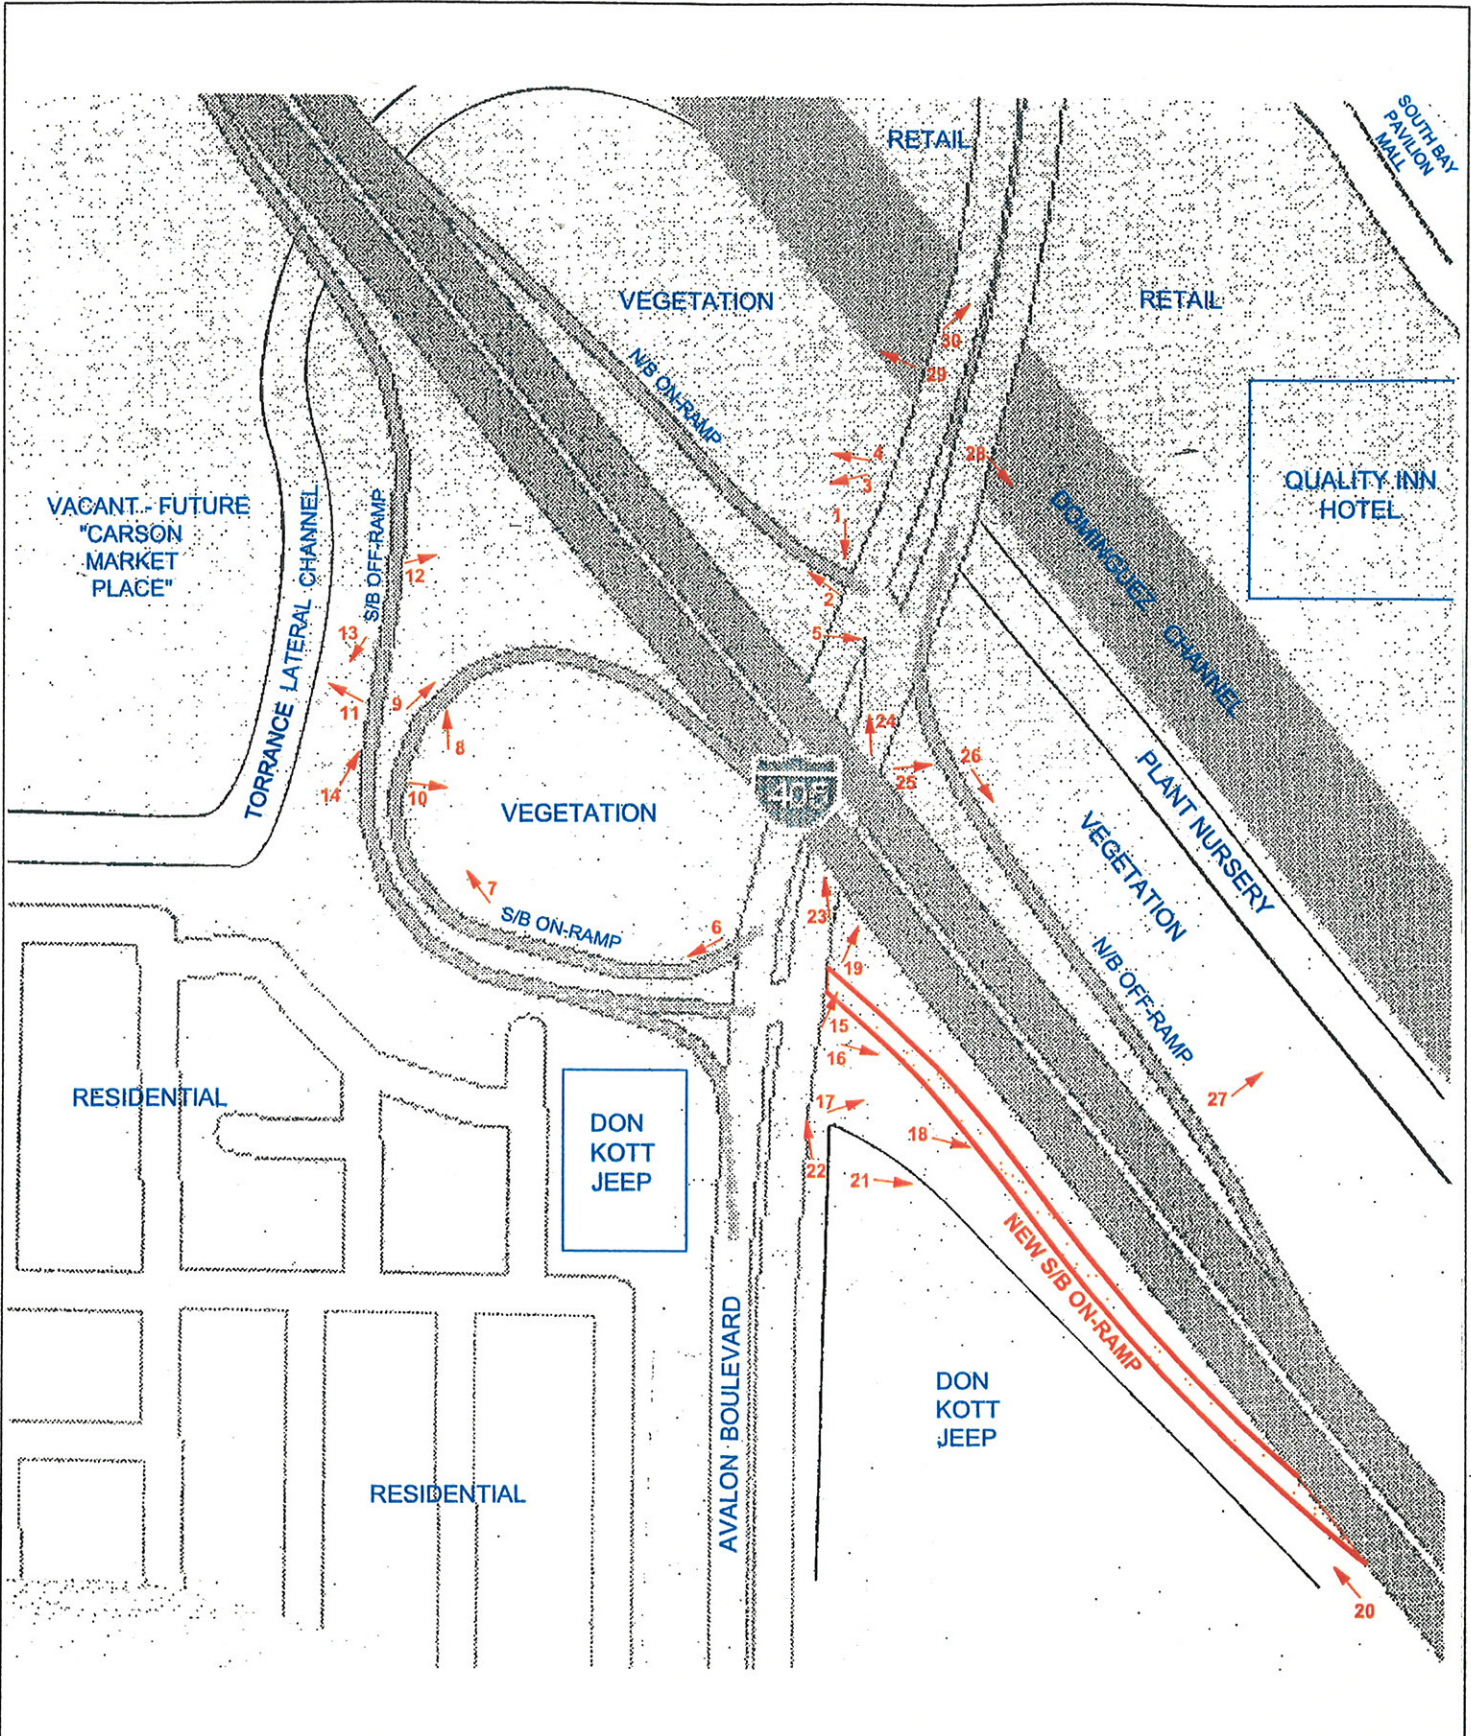 SOUTH BAY
PAVILION
MALL
RETAIL
VEGETATION
RETAIL
30
29
N/B ON-RAMP
4
3
28
QUALITY INN
HOTEL
VACANT - FUTURE
"CARSON
MARKET
PLACE"
TORRANCE LATERAL CHANNEL
S/B OFF-RAMP
DOMINGUEZ CHANNEL
1
12
2
5
13
9
11
8
24
26
25
14
10
405
VEGETATION
PLANT NURSERY
VEGETATION
7
S/B ON-RAMP
6
23
19
N/B OFF-RAMP
15
16
17
27
RESIDENTIAL
DON
KOTT
JEEP
18
22
21
NEW S/B ON-RAMP
AVALON BOULEVARD
DON
KOTT
JEEP
RESIDENTIAL
20